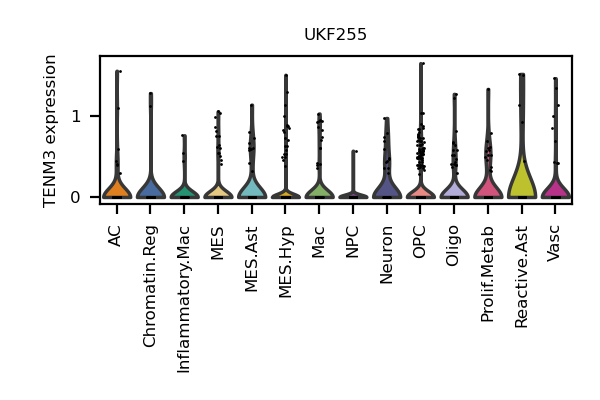 UKF255
TENM3 expression
1
0
AC
Chromatin.Reg
Inflammatory.Mac
MES
MES.Ast
MES.Hyp
Mac
NPC
Neuron
OPC
Oligo
Prolif.Metab
Reactive.Ast
Vasc